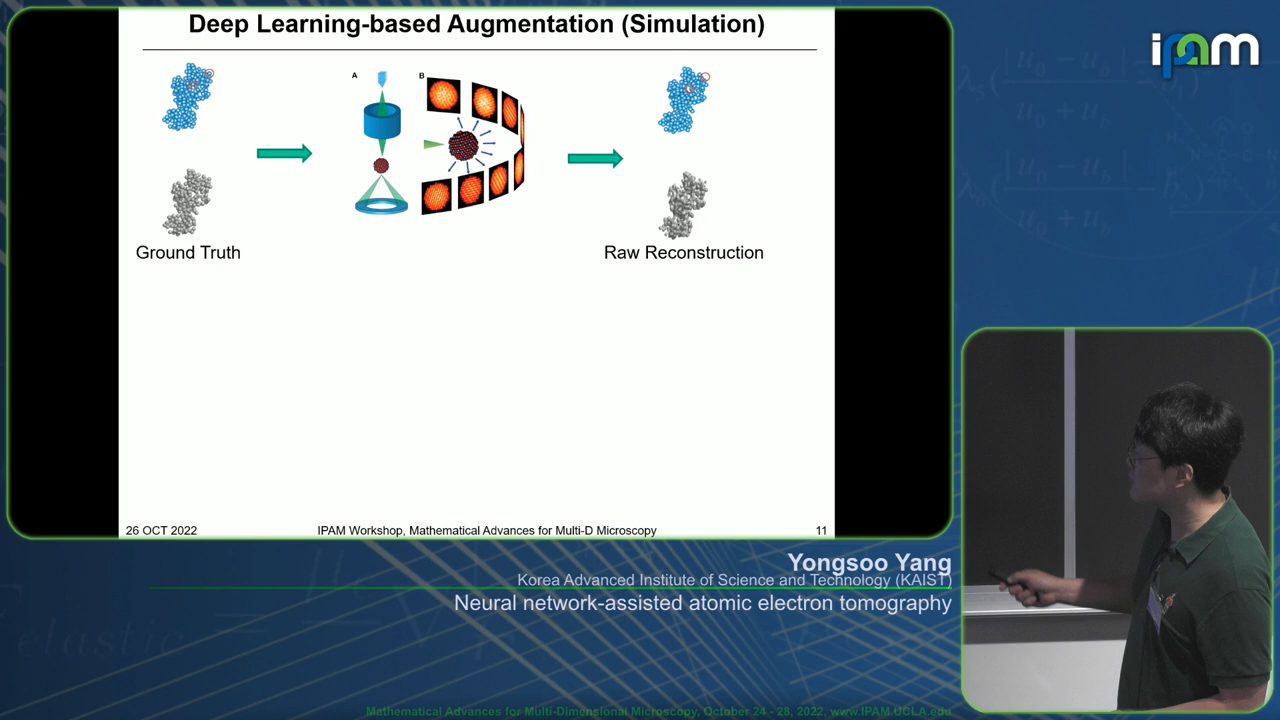 Deep Learning-based Augmentation (Simulation)
A
B
Ground Truth
Raw Reconstruction
26 OCT 2022
IPAM Workshop, Mathematical Advances for Multi-D Microscopy
11
ipam
Yongsoo Yang
Korea Advanced Institute of Science and Technology (KAIST)
Neural network-assisted atomic electron tomography
elastic
Mathematical Advances for Multi-Dimensional Microscopy, October 24 - 28, 2022, www.IPAM.UCLA.edu